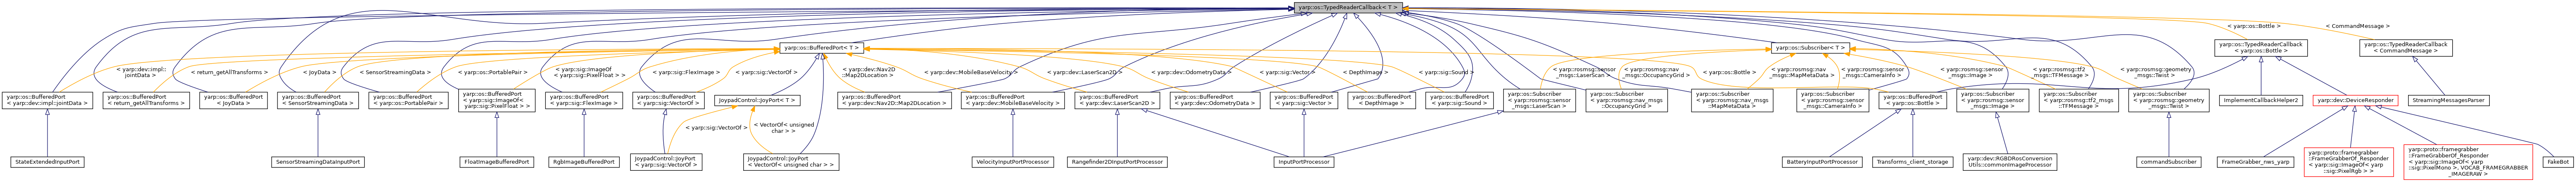 yarp::os::TypedReaderCallback< T >
< yarp::os::Bottle >
< CommandMessage >
yarp::os::BufferedPort< T >
yarp::os::Subscriber< T >
yarp::os::TypedReaderCallback
< yarp::os::Bottle >
yarp::os::TypedReaderCallback
< CommandMessage >
< yarp::dev::impl::
jointData >
< return_getAllTransforms >
< JoyData >
< SensorStreamingData >
< yarp::os::PortablePair >
< yarp::sig::ImageOf
< yarp::sig::PixelFloat > >
< yarp::sig::FlexImage >
< yarp::sig::VectorOf >
< yarp::dev::Nav2D
::Map2DLocation >
< yarp::dev::MobileBaseVelocity >
< yarp::dev::LaserScan2D >
< yarp::dev::OdometryData >
< yarp::sig::Vector >
< DepthImage >
< yarp::sig::Sound >
< yarp::rosmsg::sensor
_msgs::LaserScan >
< yarp::rosmsg::nav
_msgs::OccupancyGrid >
< yarp::os::Bottle >
< yarp::rosmsg::nav
_msgs::MapMetaData >
< yarp::rosmsg::sensor
_msgs::CameraInfo >
< yarp::rosmsg::sensor
_msgs::Image >
< yarp::rosmsg::tf2
_msgs::TFMessage >
< yarp::rosmsg::geometry
_msgs::Twist >
yarp::os::BufferedPort
< yarp::dev::impl::jointData >
yarp::os::BufferedPort
< return_getAllTransforms >
yarp::os::BufferedPort
< JoyData >
yarp::os::BufferedPort
< SensorStreamingData >
yarp::os::BufferedPort
< yarp::os::PortablePair >
yarp::os::BufferedPort
< yarp::sig::ImageOf<
yarp::sig::PixelFloat > >
yarp::os::BufferedPort
< yarp::sig::FlexImage >
yarp::os::BufferedPort
< yarp::sig::VectorOf >
JoypadControl::JoyPort< T >
yarp::os::BufferedPort
< yarp::dev::Nav2D::Map2DLocation >
yarp::os::BufferedPort
< yarp::dev::MobileBaseVelocity >
yarp::os::BufferedPort
< yarp::dev::LaserScan2D >
yarp::os::BufferedPort
< yarp::dev::OdometryData >
yarp::os::BufferedPort
< yarp::sig::Vector >
yarp::os::BufferedPort
< DepthImage >
yarp::os::BufferedPort
< yarp::sig::Sound >
yarp::os::Subscriber
< yarp::rosmsg::sensor
_msgs::LaserScan >
yarp::os::Subscriber
< yarp::rosmsg::nav_msgs
::OccupancyGrid >
yarp::os::Subscriber
< yarp::rosmsg::nav_msgs
::MapMetaData >
yarp::os::Subscriber
< yarp::rosmsg::sensor
_msgs::CameraInfo >
yarp::os::BufferedPort
< yarp::os::Bottle >
yarp::os::Subscriber
< yarp::rosmsg::sensor
_msgs::Image >
yarp::os::Subscriber
< yarp::rosmsg::tf2_msgs
::TFMessage >
yarp::os::Subscriber
< yarp::rosmsg::geometry
_msgs::Twist >
ImplementCallbackHelper2
yarp::dev::DeviceResponder
StreamingMessagesParser
< yarp::sig::VectorOf >
< VectorOf< unsigned
char > >
StateExtendedInputPort
SensorStreamingDataInputPort
FloatImageBufferedPort
RgbImageBufferedPort
JoypadControl::JoyPort
< yarp::sig::VectorOf >
JoypadControl::JoyPort
< VectorOf< unsigned char > >
VelocityInputPortProcessor
Rangefinder2DInputPortProcessor
InputPortProcessor
BatteryInputPortProcessor
Transforms_client_storage
yarp::dev::RGBDRosConversion
Utils::commonImageProcessor
commandSubscriber
FrameGrabber_nws_yarp
yarp::proto::framegrabber
::FrameGrabberOf_Responder
< yarp::sig::ImageOf< yarp
::sig::PixelRgb > >
yarp::proto::framegrabber
::FrameGrabberOf_Responder
< yarp::sig::ImageOf< yarp
::sig::PixelMono >, VOCAB_FRAMEGRABBER
_IMAGERAW >
FakeBot